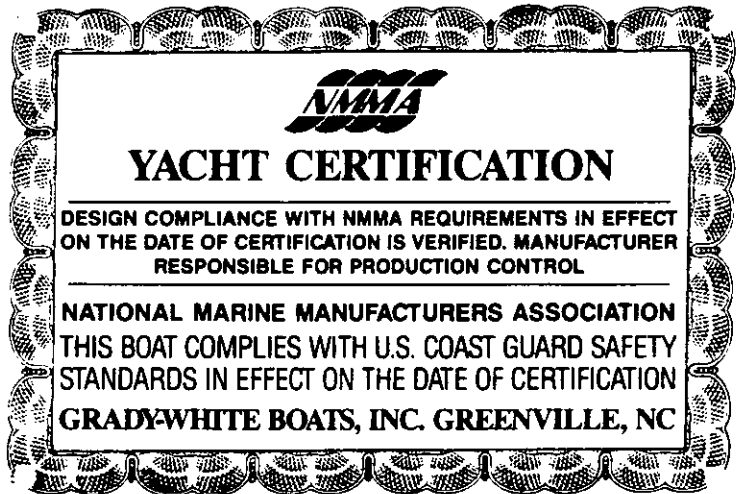 NMMA
YACHT CERTIFICATION
DESIGN COMPLIANCE WITH NMMA REQUIREMENTS IN EFFECT
ON THE DATE OF CERTIFICATION IS VERIFIED. MANUFACTURER
RESPONSIBLE FOR PRODUCTION CONTROL
NATIONAL MARINE MANUFACTURERS ASSOCIATION
THIS BOAT COMPLIES WITH U.S. COAST GUARD SAFETY
STANDARDS IN EFFECT ON THE DATE OF CERTIFICATION
GRADY-WHITE BOATS, INC. GREENVILLE, NC